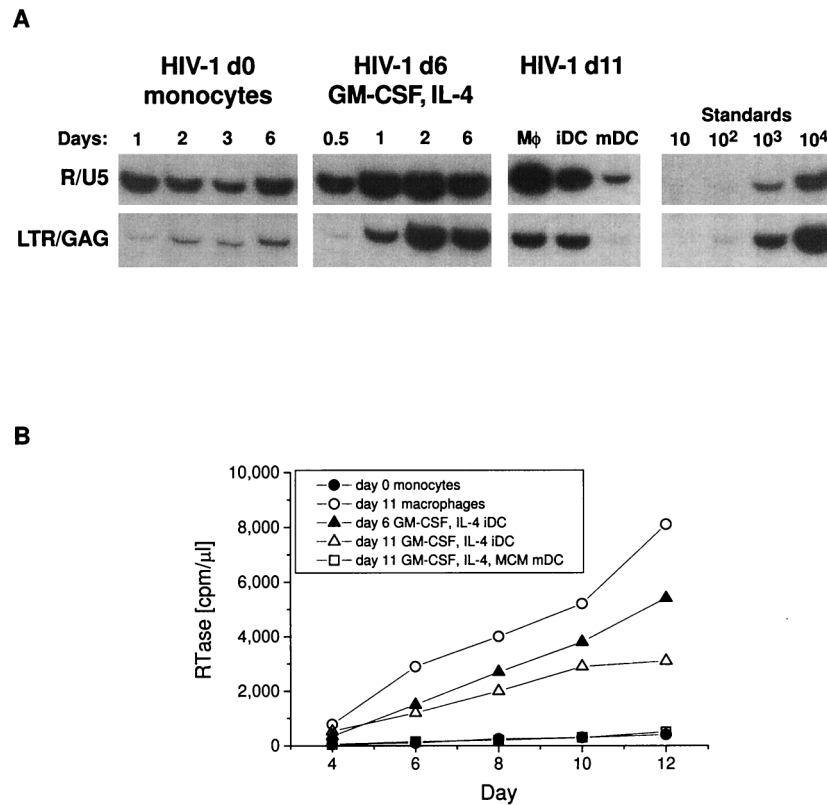 A
HIV-1 d0
monocytes
HIV-1 d6
GM-CSF, IL-4
HIV-1 d11
Standards
Days: 1 2 3 6
0.5 1 2 6
Mϕ iDC mDC
10 10² 10³ 10⁴
R/U5
LTR/GAG
B
10,000
8,000
6,000
4,000
2,000
0
RTase [cpm/µl]
day 0 monocytes
day 11 macrophages
day 6 GM-CSF, IL-4 iDC
day 11 GM-CSF, IL-4 iDC
day 11 GM-CSF, IL-4, MCM mDC
4 6 8 10 12
Day